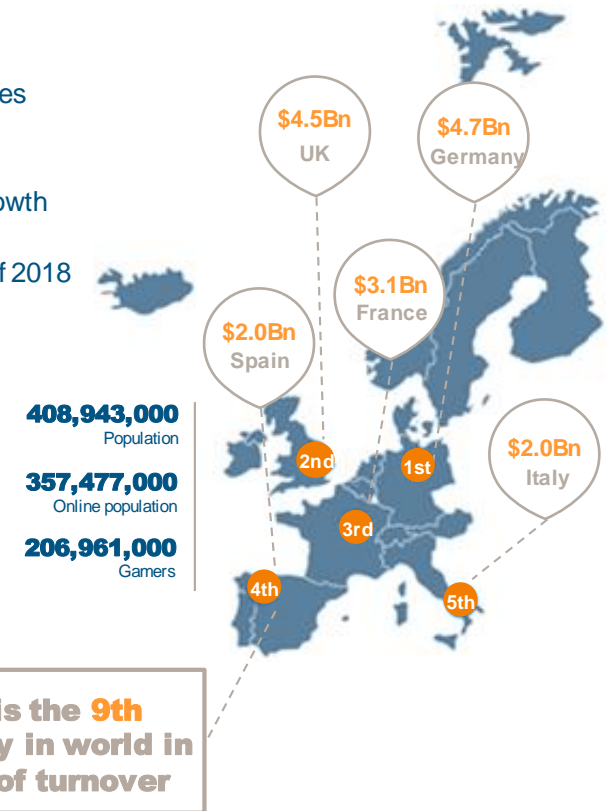 es
owth
f 2018
$4.5Bn
UK
$4.7Bn
Germany
$3.1Bn
France
$2.0Bn
Spain
$2.0Bn
Italy
408,943,000
Population
357,477,000
Online population
206,961,000
Gamers
2nd
1st
3rd
4th
5th
is the 9th
y in world in
of turnover